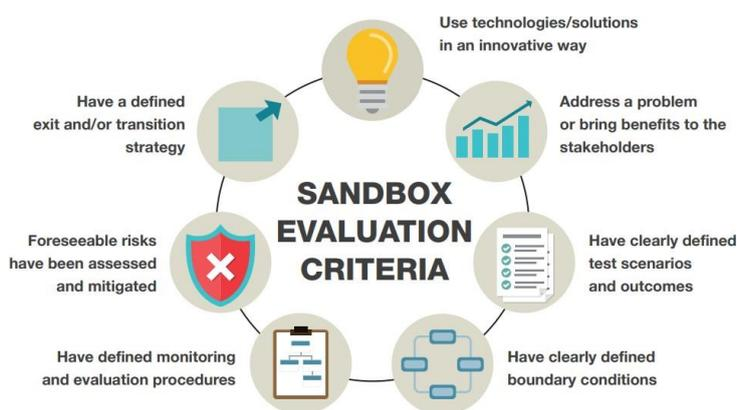 Use technologies/solutions
in an innovative way
Address a problem
or bring benefits to the
stakeholders
Have clearly defined
test scenarios
and outcomes
Have clearly defined
boundary conditions
Have defined monitoring
and evaluation procedures
Foreseeable risks
have been assessed
and mitigated
Have a defined
exit and/or transition
strategy
SANDBOX
EVALUATION
CRITERIA